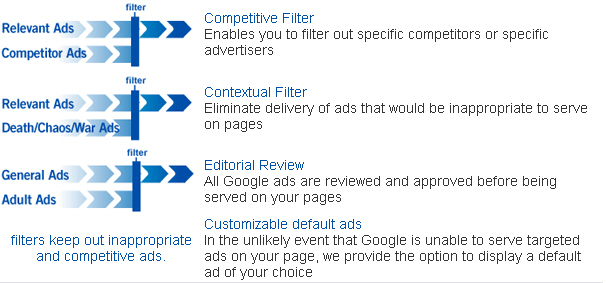 filter
Relevant Ads
Competitor Ads
Competitive Filter
Enables you to filter out specific competitors or specific
advertisers
filter
Relevant Ads
Death/Chaos/War Ads
Contextual Filter
Eliminate delivery of ads that would be inappropriate to serve
on pages
filter
General Ads
Adult Ads
Editorial Review
All Google ads are reviewed and approved before being
served on your pages
filters keep out inappropriate
and competitive ads.
Customizable default ads
In the unlikely event that Google is unable to serve targeted
ads on your page, we provide the option to display a default
ad of your choice